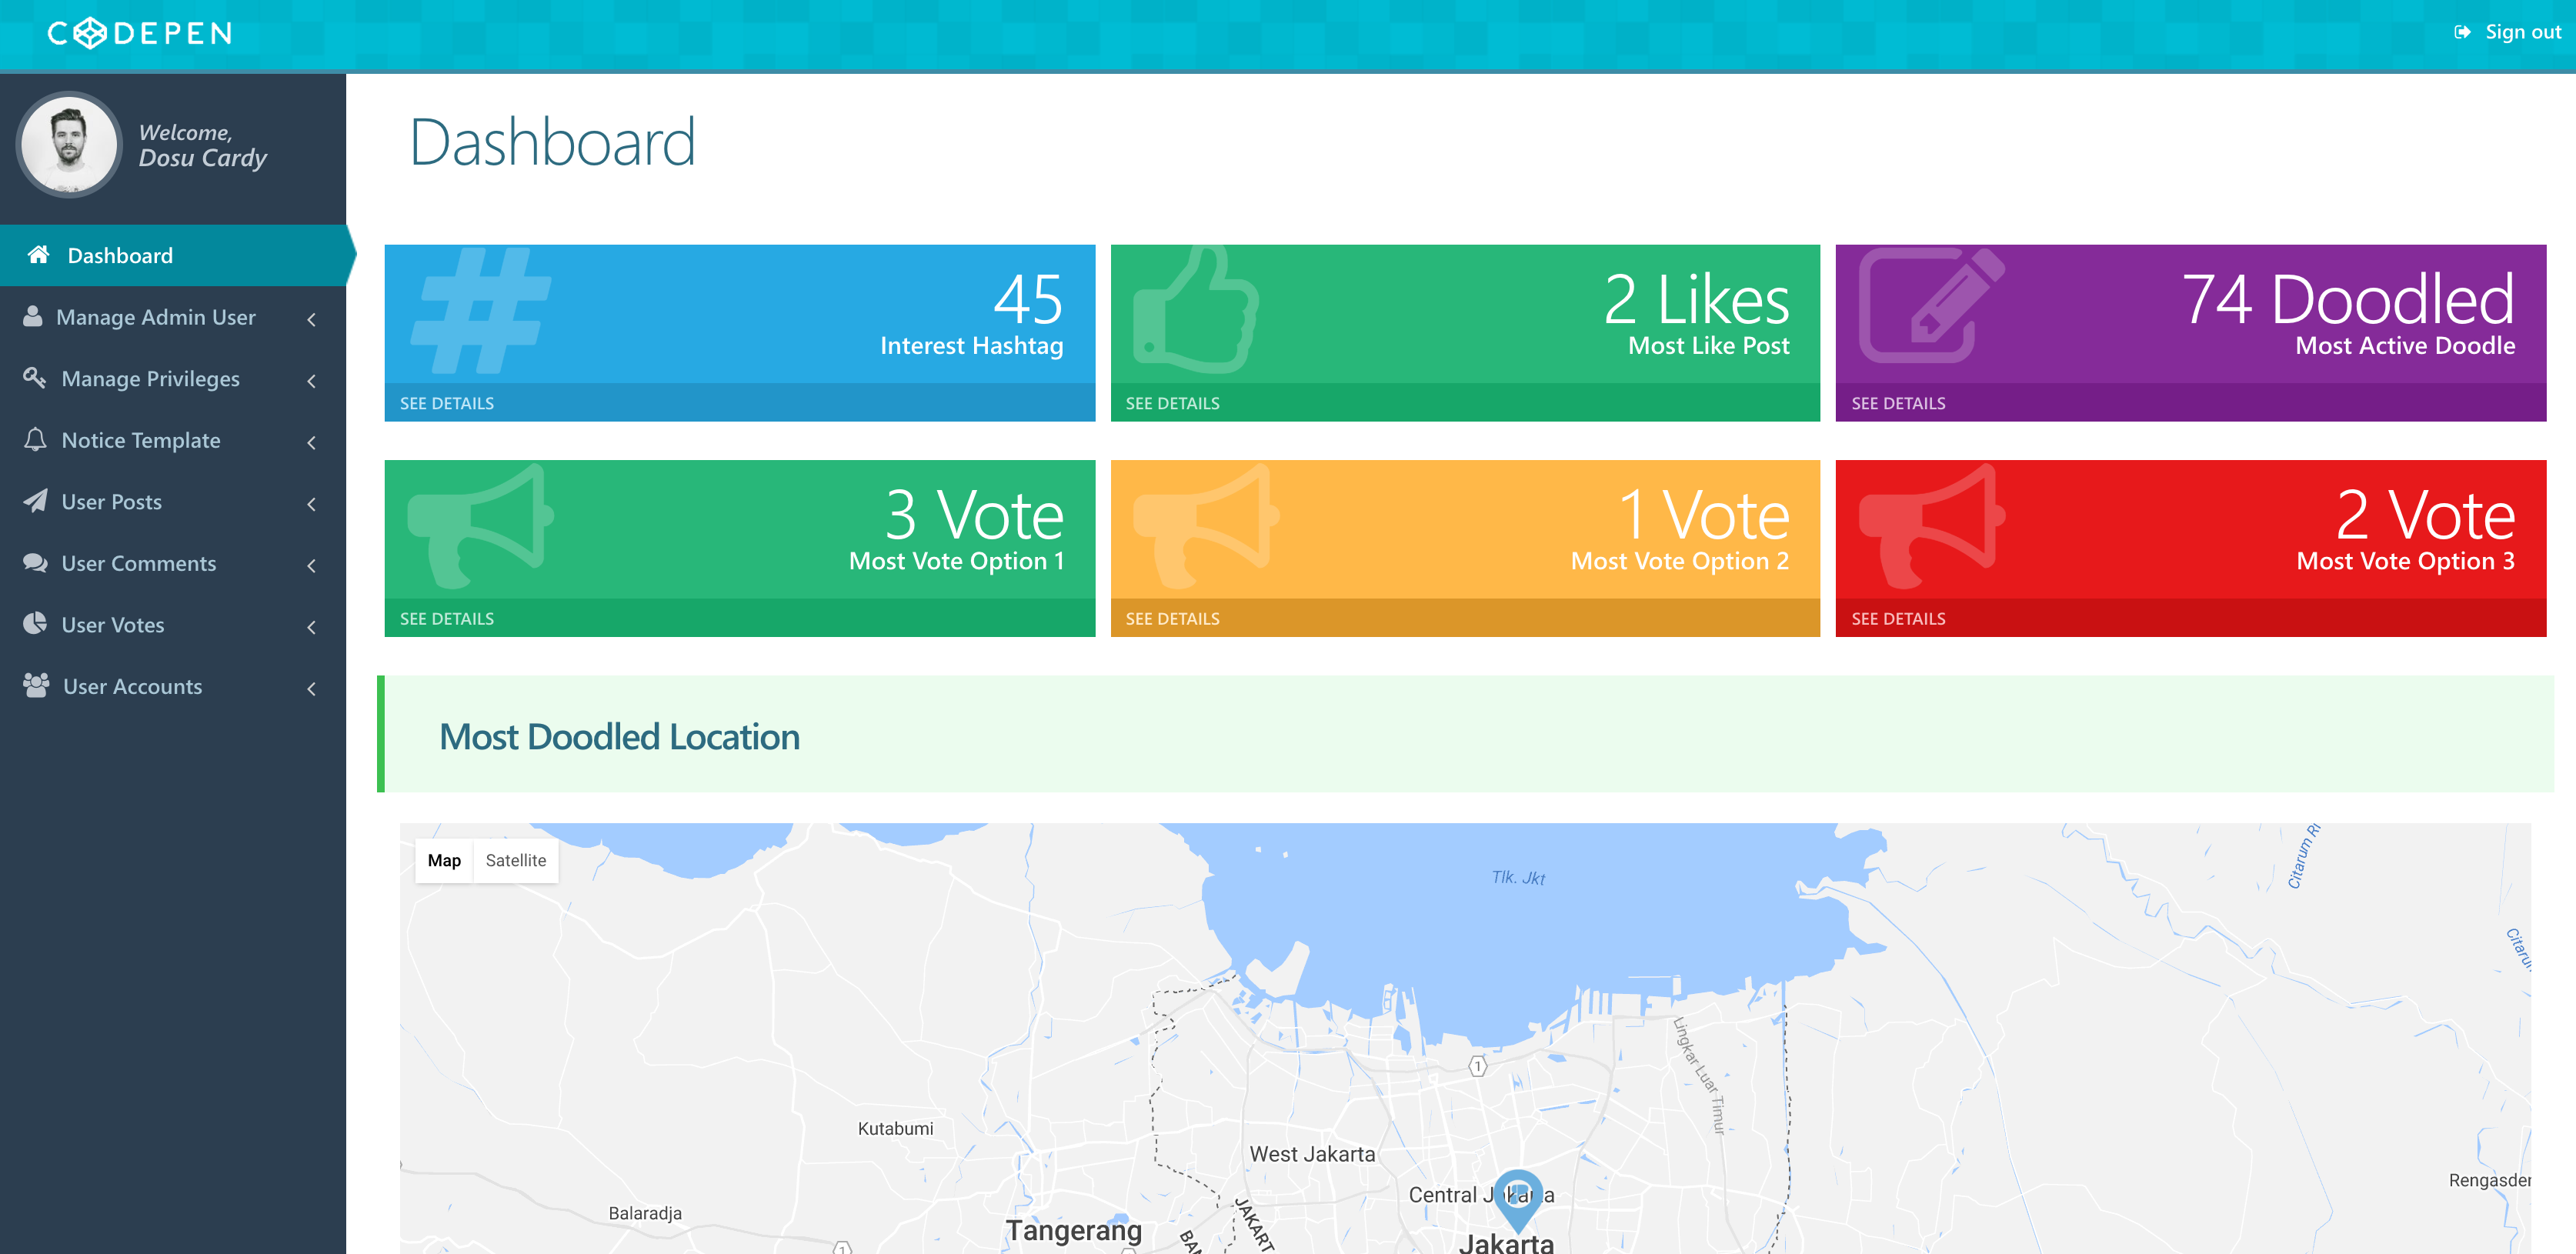 CODEPEN
Sign out
Welcome,
Dosu Cardy
Dashboard
Manage Admin User
Manage Privileges
Notice Template
User Posts
User Comments
User Votes
User Accounts
Dashboard
45
Interest Hashtag
SEE DETAILS
2 Likes
Most Like Post
SEE DETAILS
74 Doodled
Most Active Doodle
SEE DETAILS
3 Vote
Most Vote Option 1
SEE DETAILS
1 Vote
Most Vote Option 2
SEE DETAILS
2 Vote
Most Vote Option 3
SEE DETAILS
Most Doodled Location
Map
Satellite
Tlk. Jkt
Citarum Ri
Citaru
Lingkar Luar Timur
1
Kutabumi
West Jakarta
Central Jakarta
Rengasde
Balaradja
Tangerang
JAKART
BA
Jakarta
1